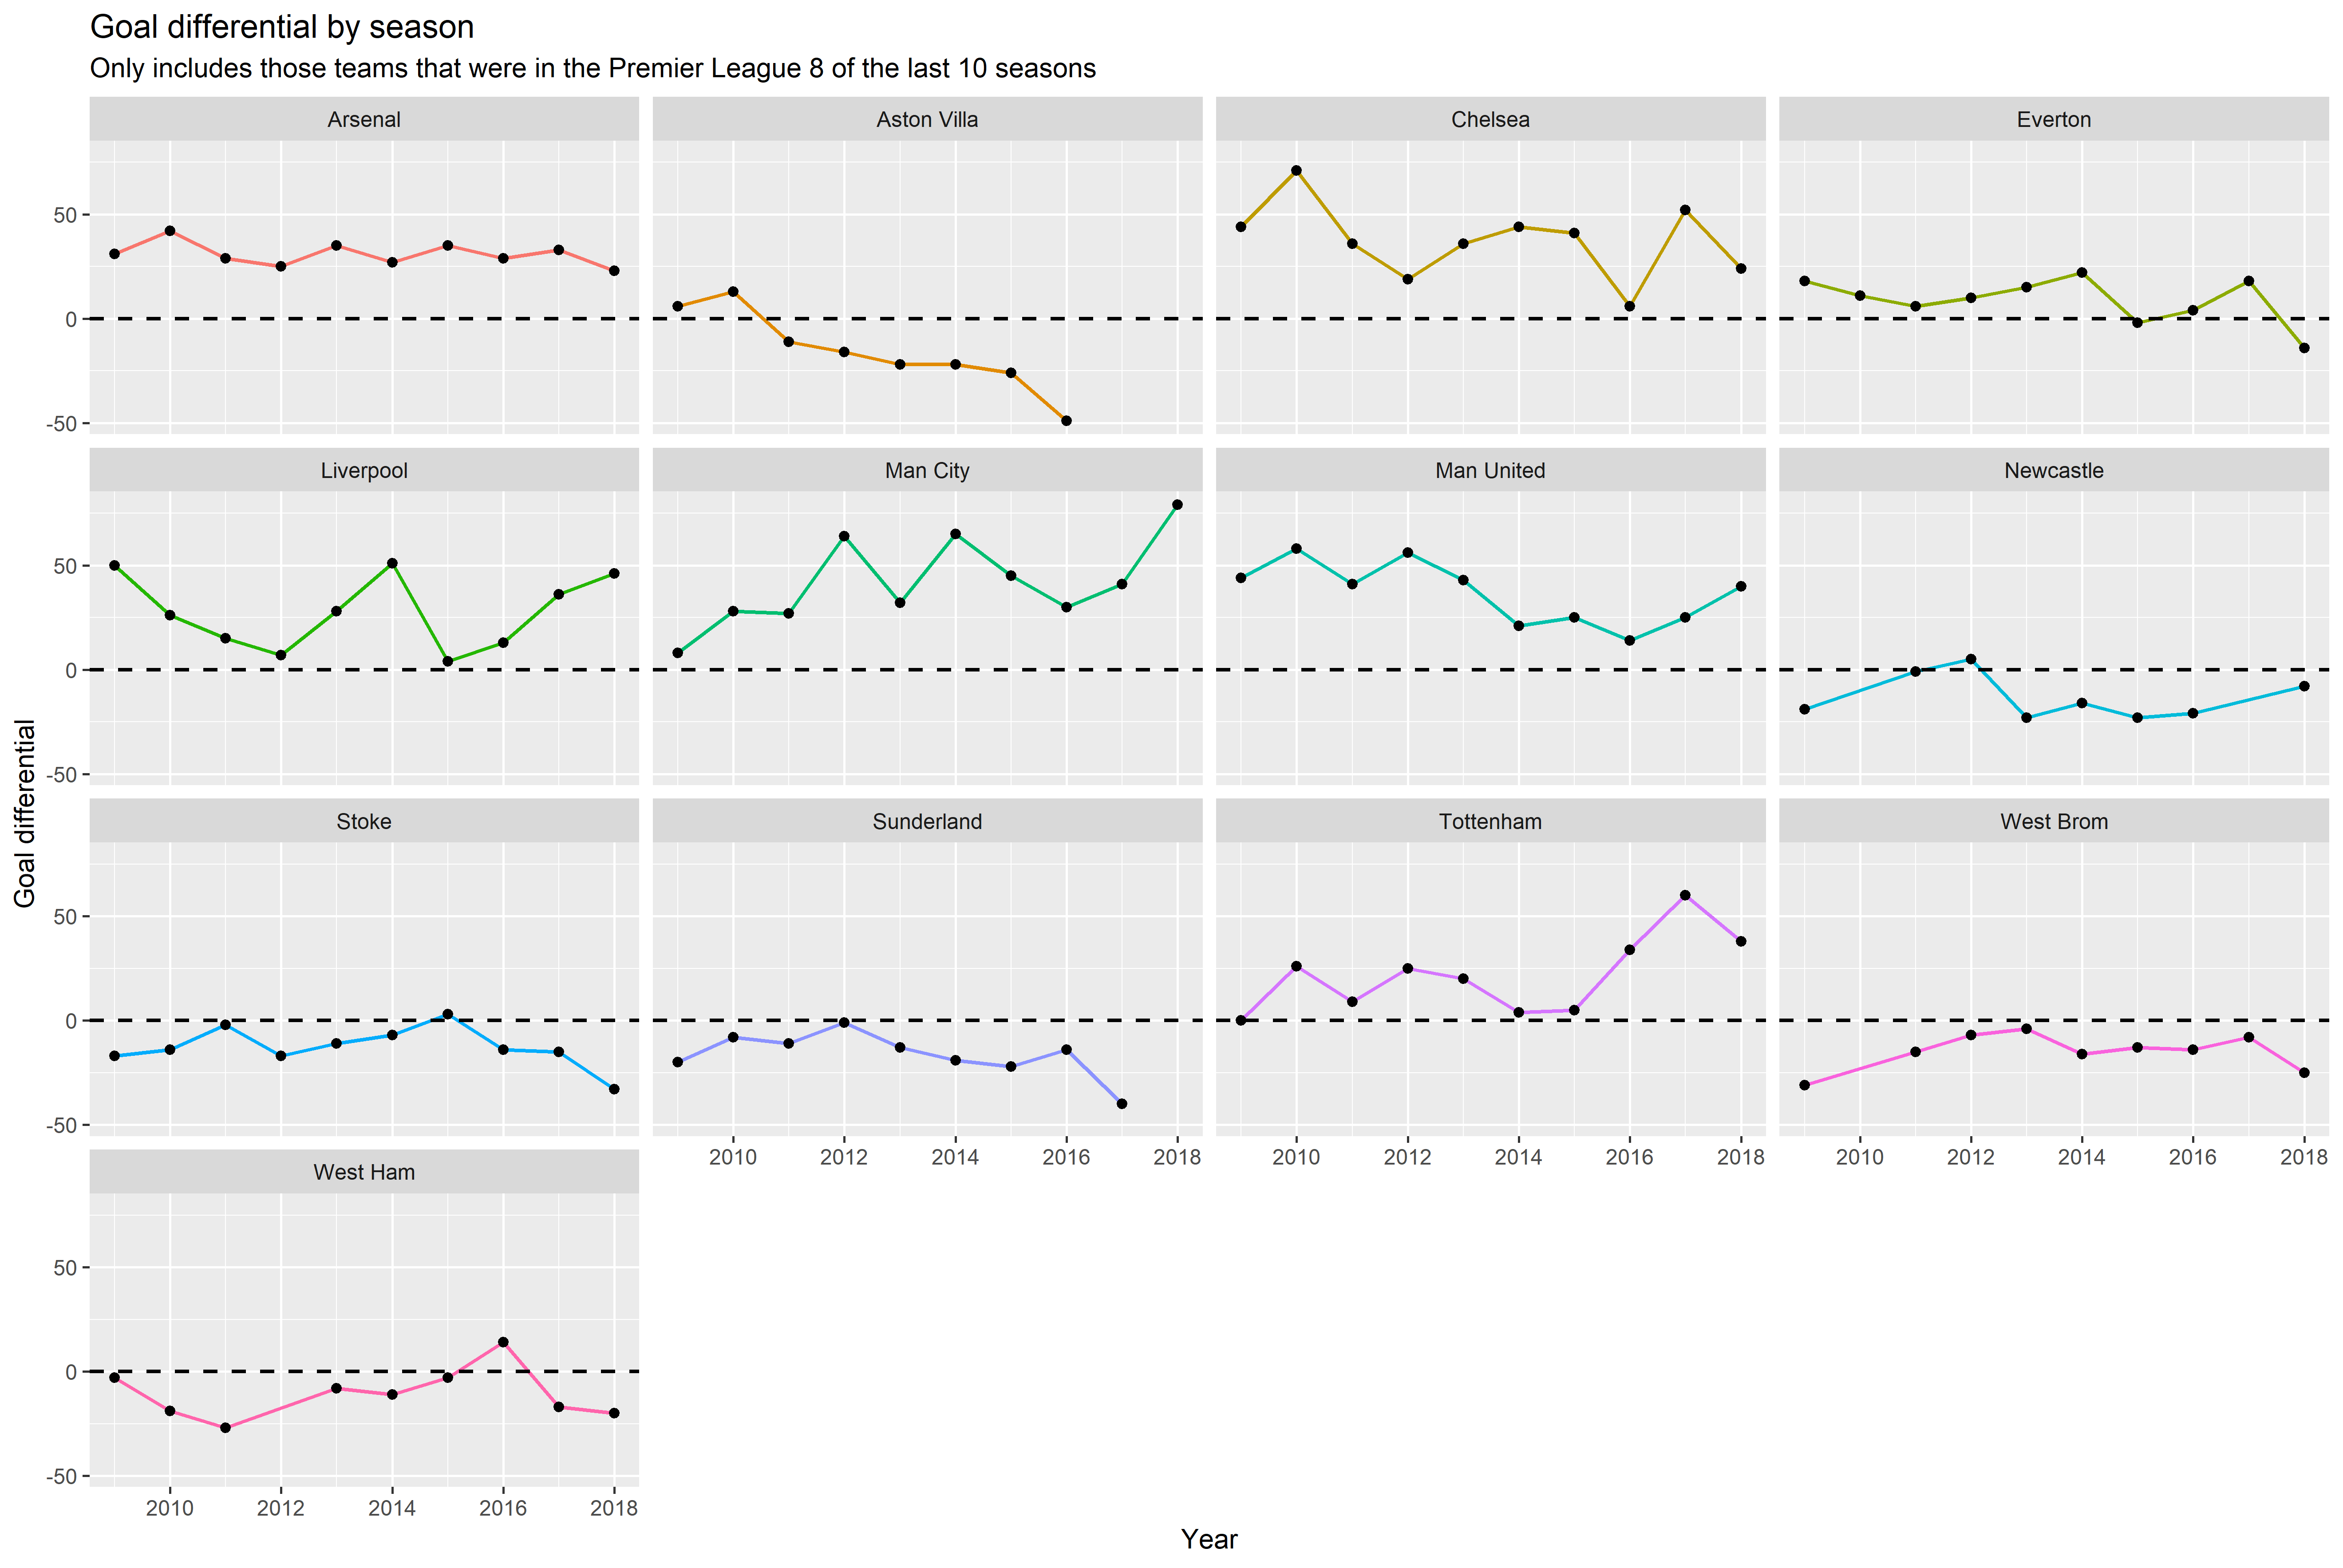 Goal differential by season
Only includes those teams that were in the Premier League 8 of the last 10 seasons
Arsenal
Aston Villa
Chelsea
Everton
50
0
-50
Liverpool
Man City
Man United
Newcastle
50
0
-50
Goal differential
Stoke
Sunderland
Tottenham
West Brom
50
0
-50
2010 2012 2014 2016 2018
2010 2012 2014 2016 2018
2010 2012 2014 2016 2018
West Ham
50
0
-50
2010 2012 2014 2016 2018
Year